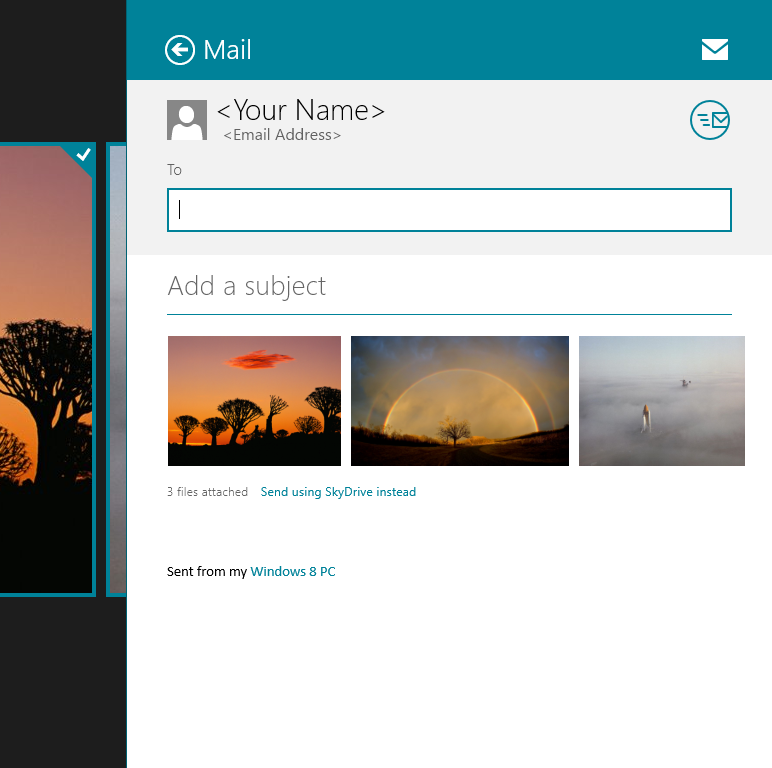 Mail
<Your Name>
<Email Address>
To
Add a subject
3 files attached Send using SkyDrive instead
Sent from my Windows 8 PC